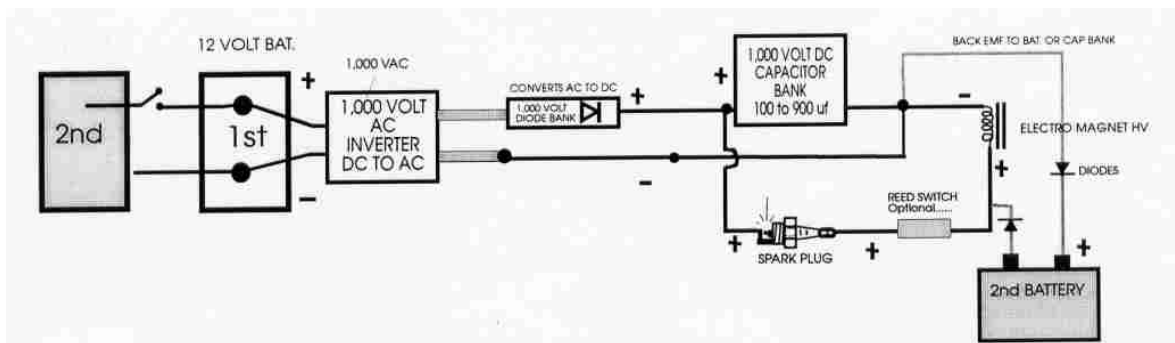 12 VOLT BAT.
2nd
+
1st
-
1,000 VAC
1,000 VOLT
AC
INVERTER
DC TO AC
CONVERTS AC TO DC
1,000 VOLT
DIODE BANK
+
-
+
1,000 VOLT DC
CAPACITOR
BANK
100 to 900 uf
BACK EMF TO BAT. OR CAP BANK
-
ELECTRO MAGNET HV
+
DIODES
REED SWITCH
Optional......
+
SPARK PLUG
+
+
2nd BATTERY